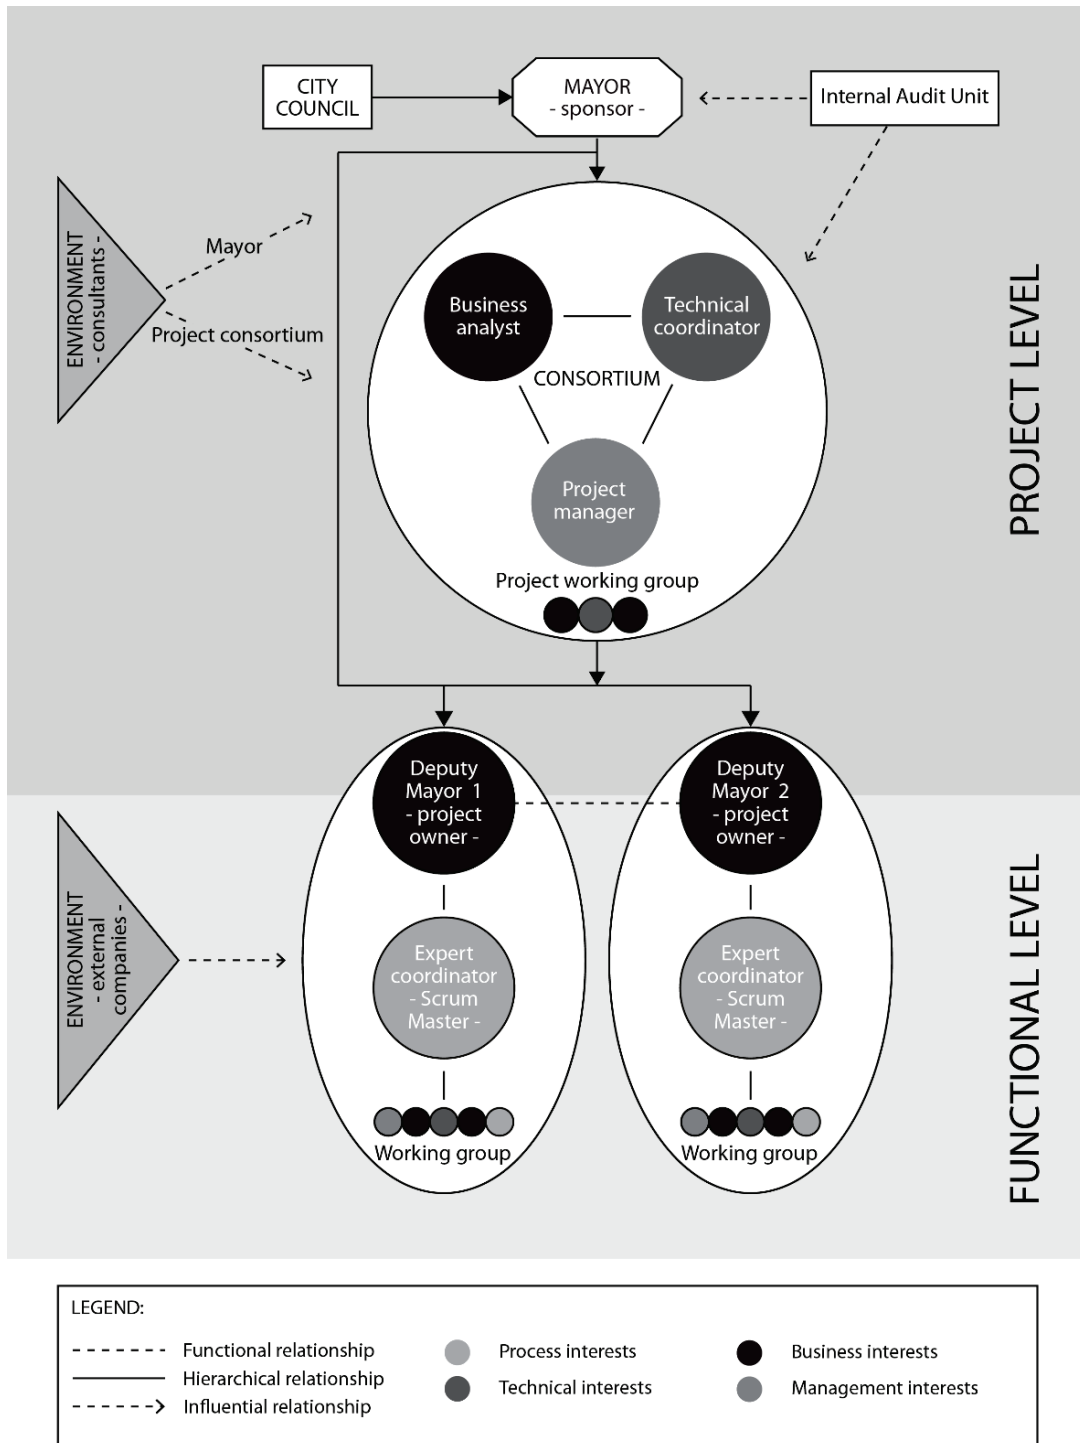 CITY
COUNCIL
MAYOR
- sponsor -
Internal Audit Unit
ENVIRONMENT
- consultants -
Mayor
Project consortium
Business
analyst
Technical
coordinator
CONSORTIUM
Project
manager
Project working group
PROJECT LEVEL
Deputy
Mayor 1
- project
owner -
Deputy
Mayor 2
- project
owner -
ENVIRONMENT
- external
companies -
Expert
coordinator
- Scrum
Master -
Expert
coordinator
- Scrum
Master -
Working group
Working group
FUNCTIONAL LEVEL
LEGEND:
Functional relationship
Hierarchical relationship
Influential relationship
Process interests
Technical interests
Business interests
Management interests